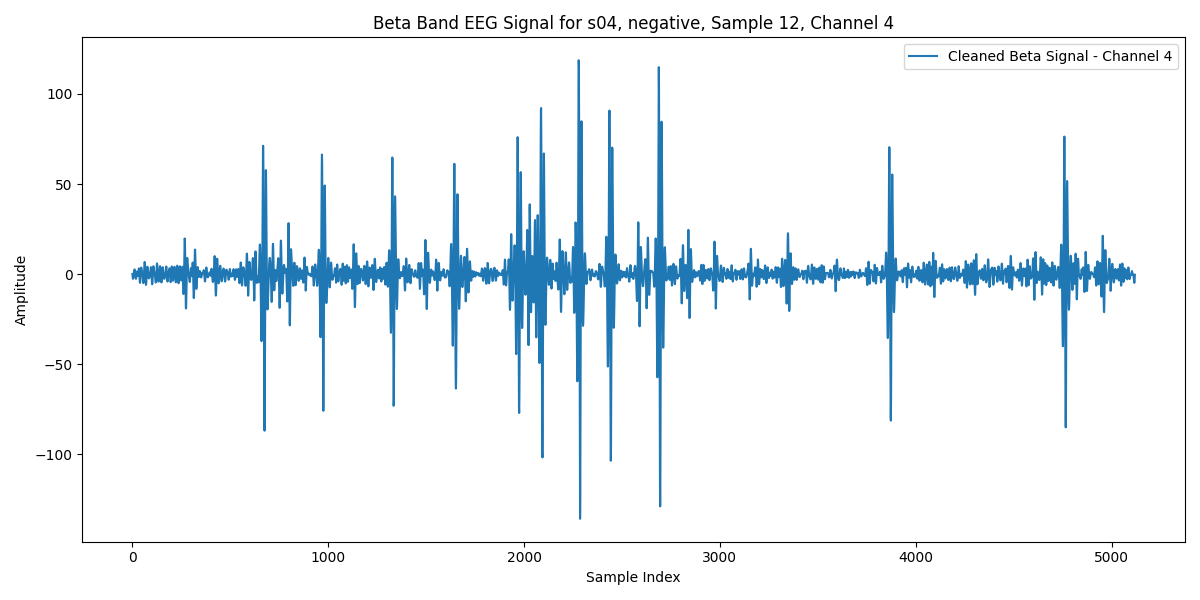 Beta Band EEG Signal for s04, negative, Sample 12, Channel 4
Cleaned Beta Signal - Channel 4
100
50
0
−50
−100
Amplitude
0 1000 2000 3000 4000 5000
Sample Index